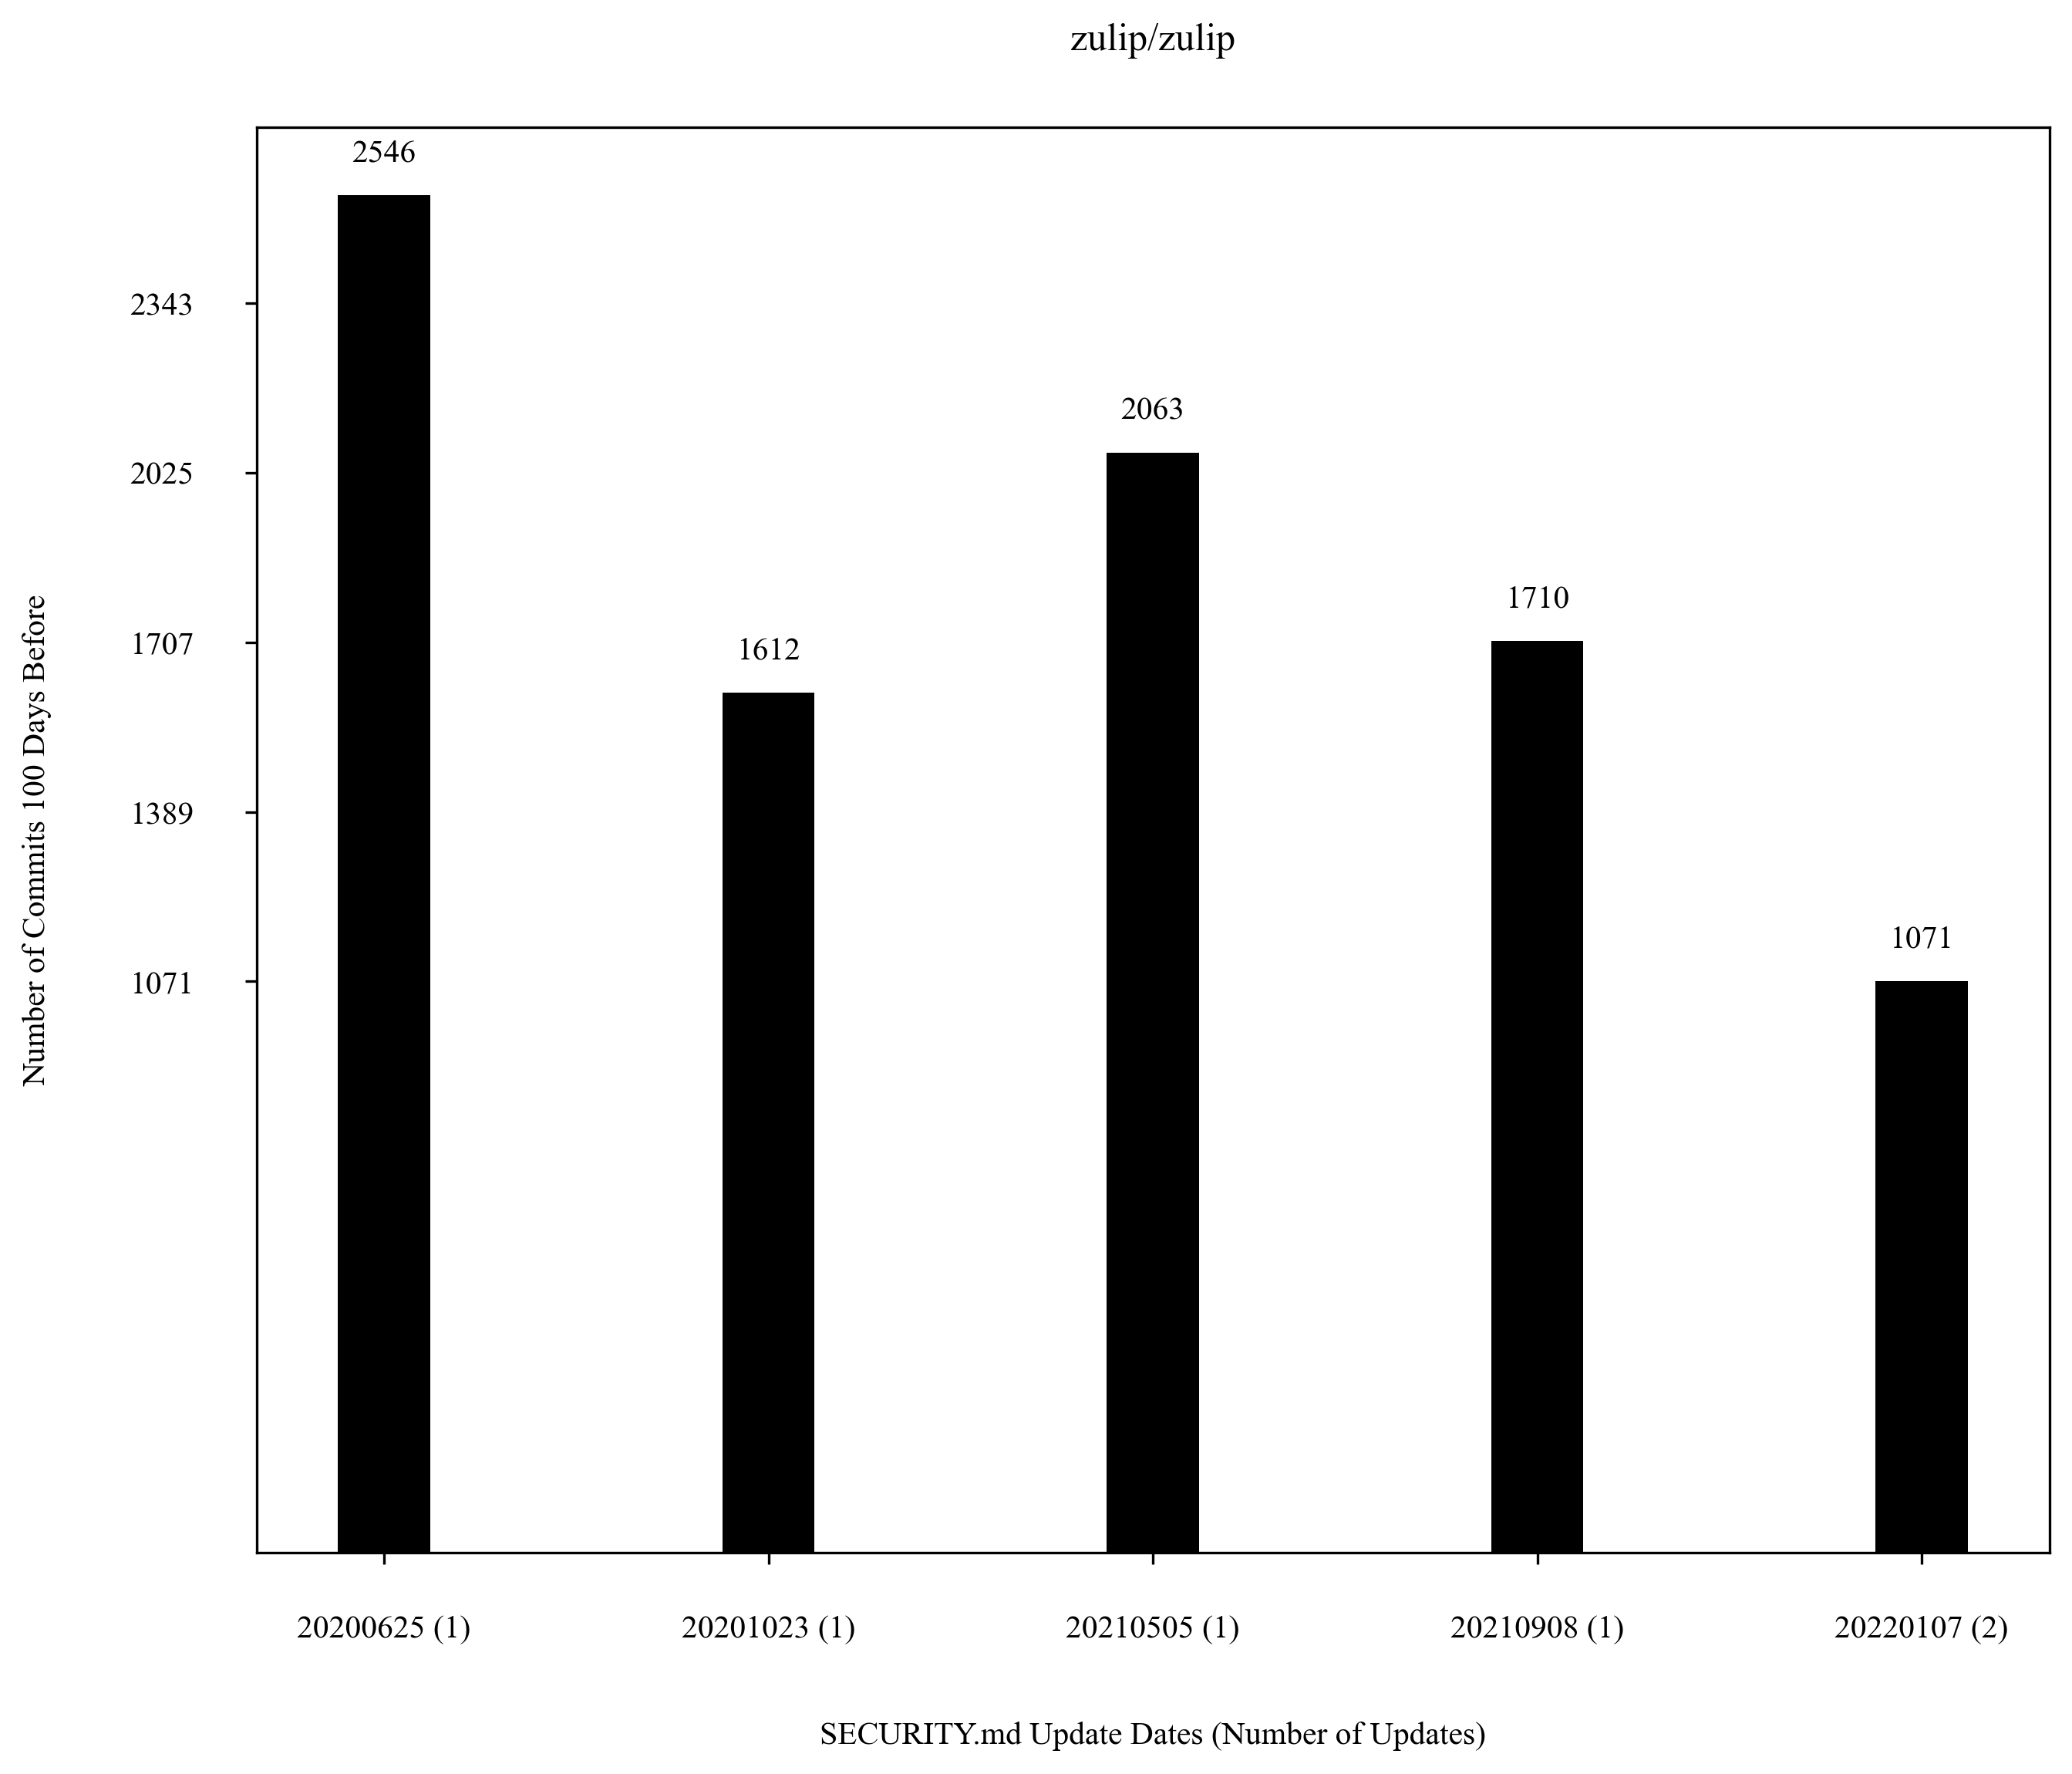 zulip/zulip
2546
2343
2063
2025
1710
1707
1612
1389
1071
1071
Number of Commits 100 Days Before
20200625 (1) 20201023 (1) 20210505 (1) 20210908 (1) 20220107 (2)
SECURITY.md Update Dates (Number of Updates)